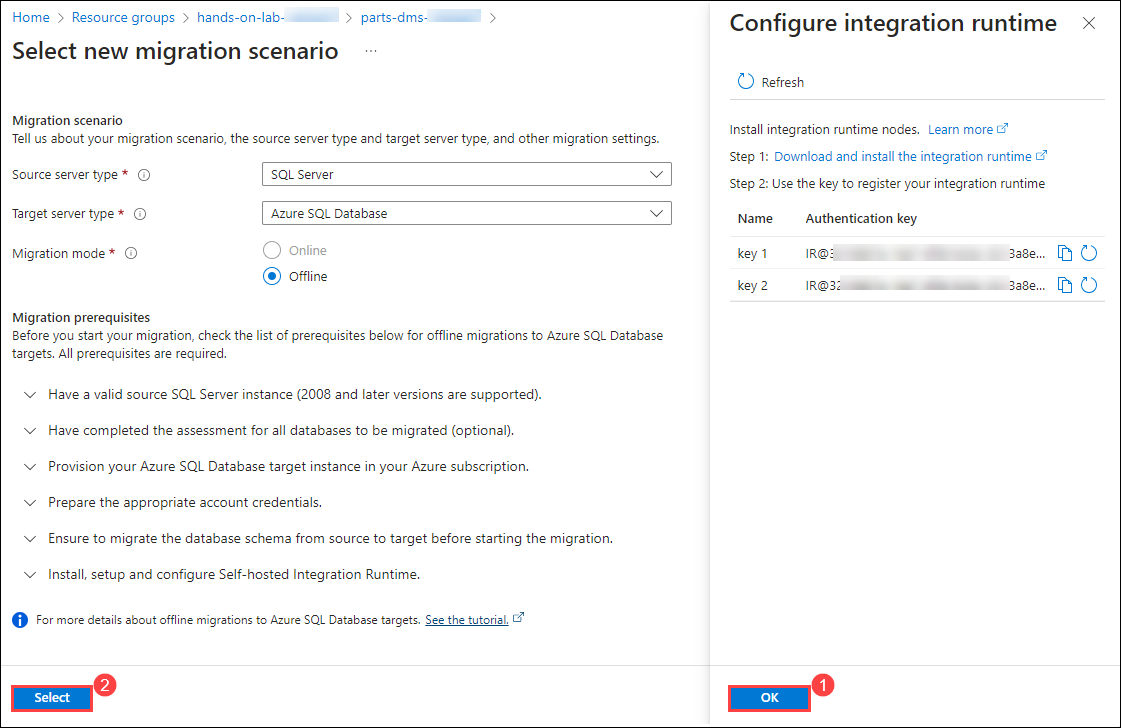 Home > Resource groups > hands-on-lab- > parts-dms- >
Select new migration scenario ...
Migration scenario
Tell us about your migration scenario, the source server type and target server type, and other migration settings.
Source server type *
SQL Server
Target server type *
Azure SQL Database
Migration mode *
Online
Offline
Migration prerequisites
Before you start your migration, check the list of prerequisites below for offline migrations to Azure SQL Database
targets. All prerequisites are required.
Have a valid source SQL Server instance (2008 and later versions are supported).
Have completed the assessment for all databases to be migrated (optional).
Provision your Azure SQL Database target instance in your Azure subscription.
Prepare the appropriate account credentials.
Ensure to migrate the database schema from source to target before starting the migration.
Install, setup and configure Self-hosted Integration Runtime.
For more details about offline migrations to Azure SQL Database targets. See the tutorial.
Select
2
Configure integration runtime
Refresh
Install integration runtime nodes. Learn more
Step 1: Download and install the integration runtime
Step 2: Use the key to register your integration runtime
Name Authentication key
key 1 IR@3 3a8e...
key 2 IR@32 3a8e...
OK
1